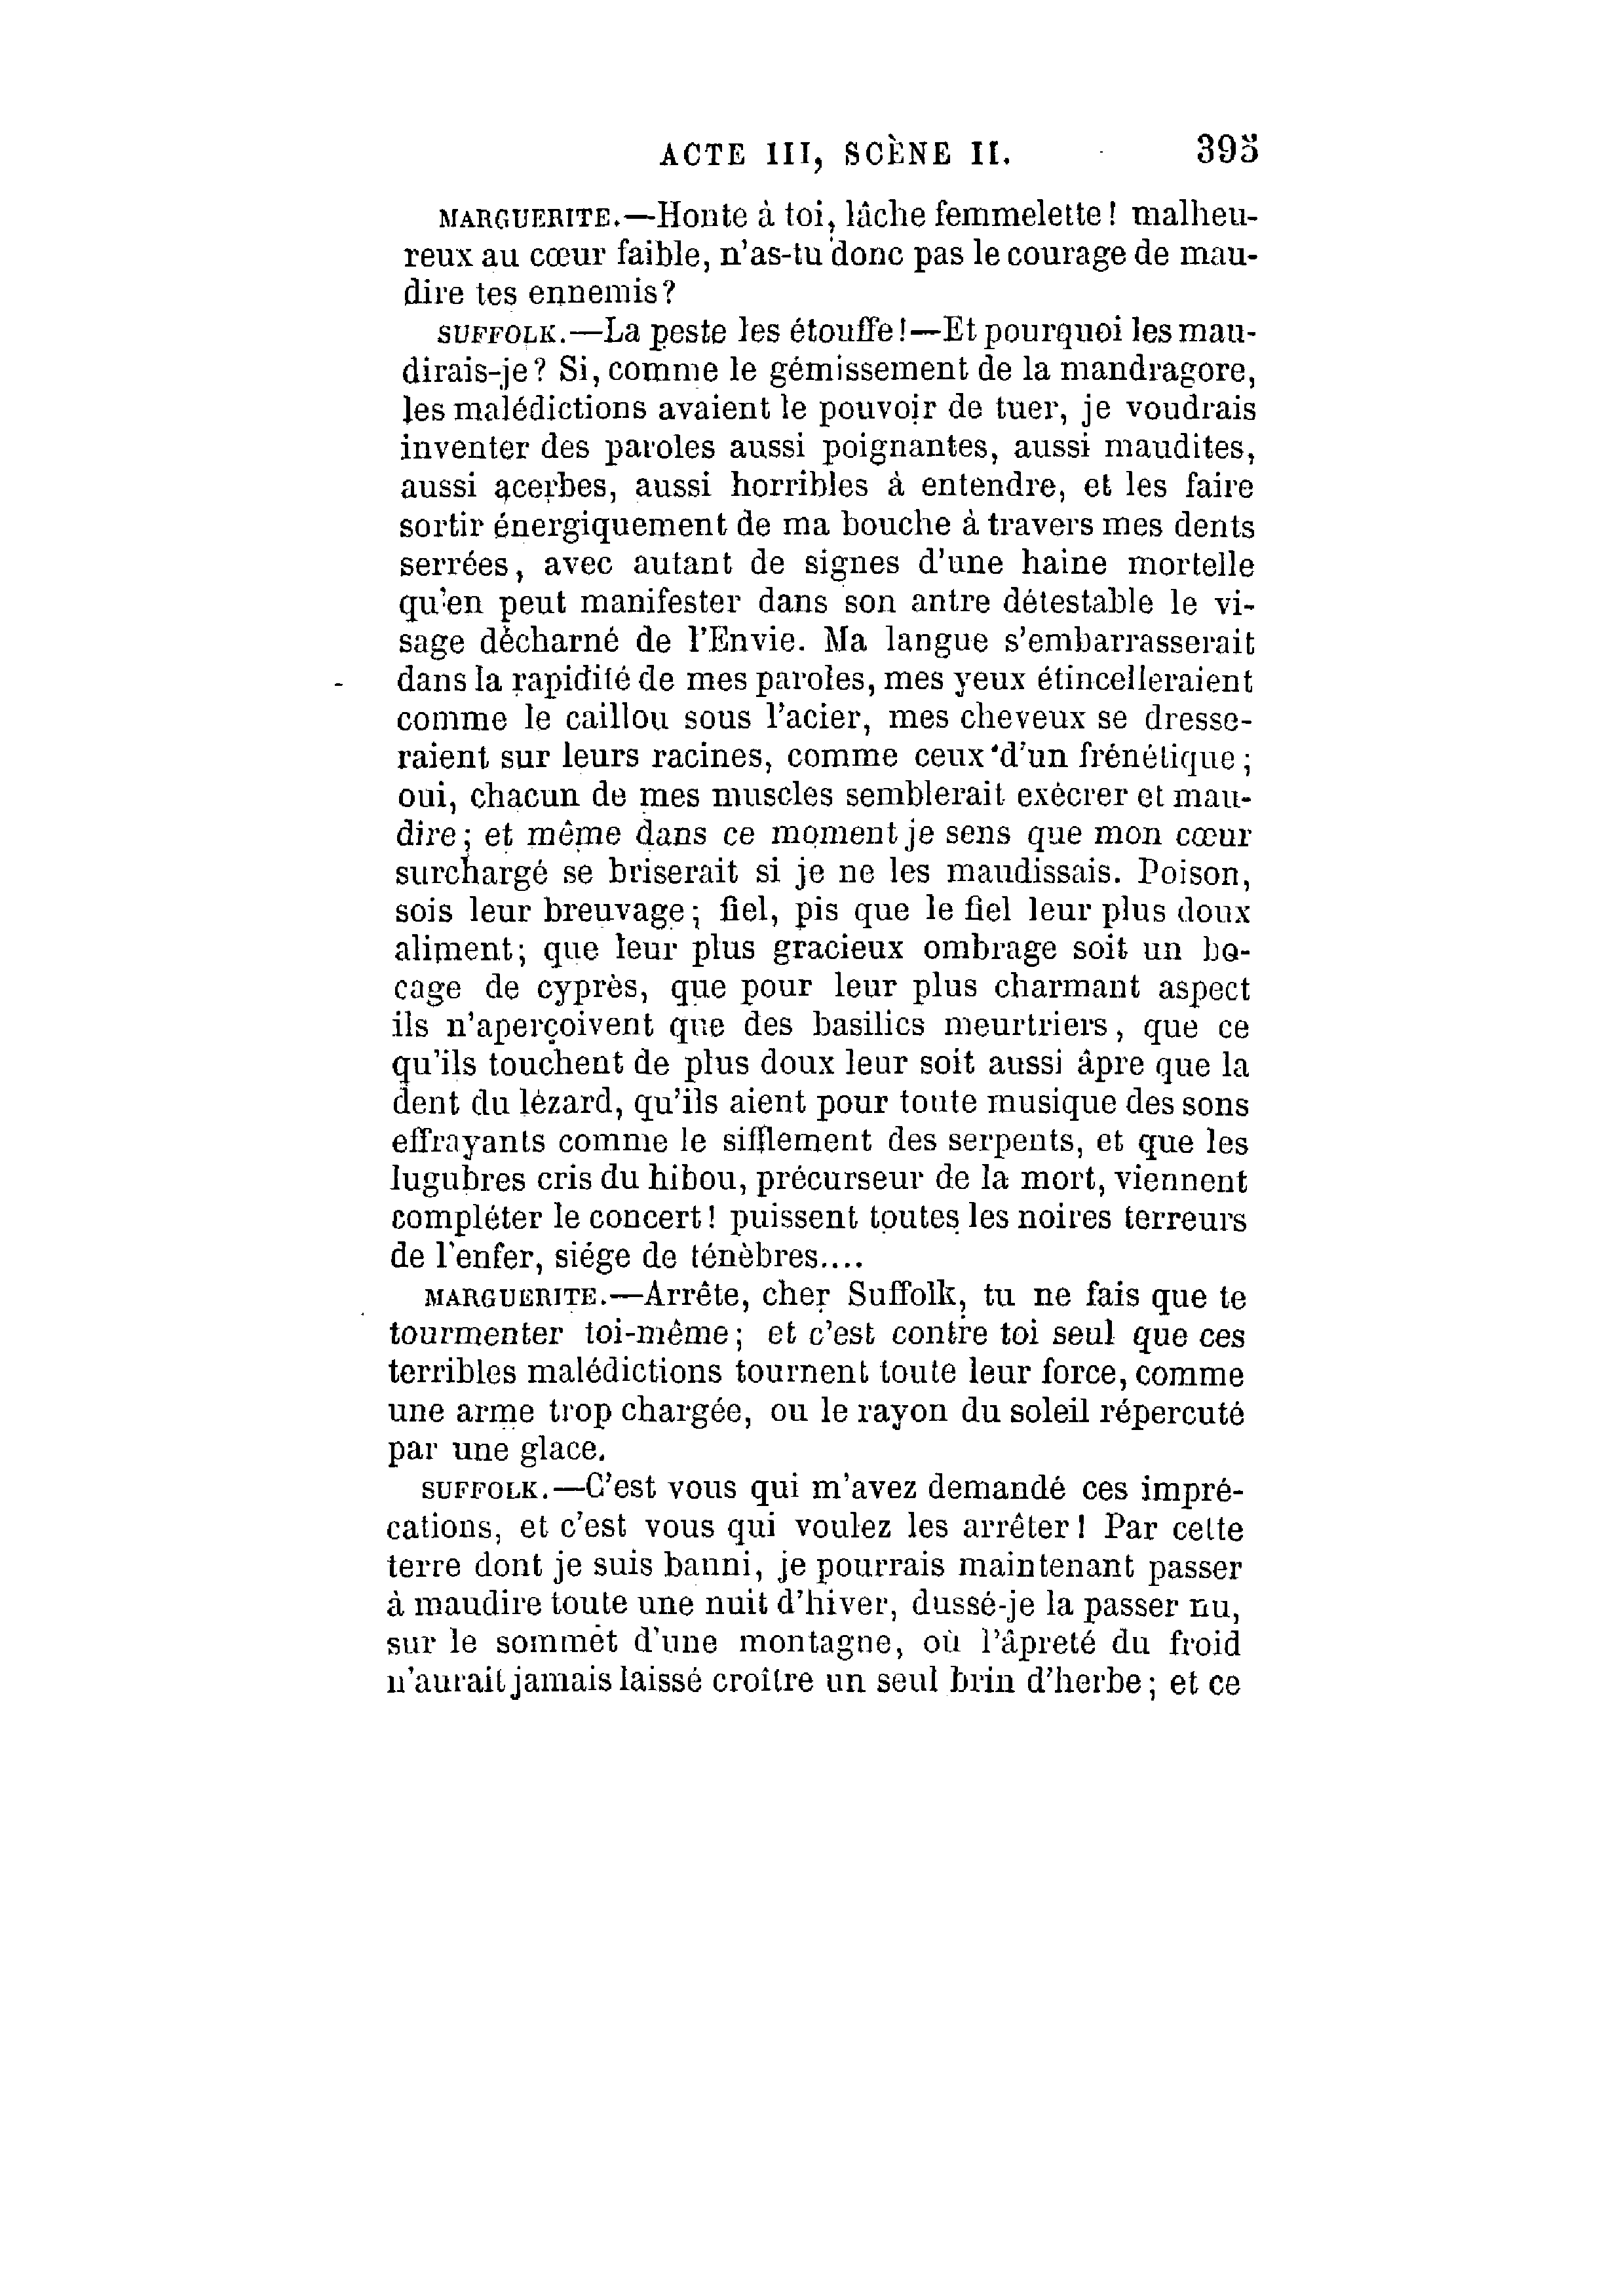 ACTE III, SCÈNE II. 395
MARGUERITE.—Honte à toi, lâche femmelette! malheu-
reux au cœur faible, n'as-tu donc pas le courage de mau-
dire tes ennemis?
SUFFOLK.—La peste les étouffe!—Et pourquoi les mau-
dirais-je? Si, comme le gémissement de la mandragore,
les malédictions avaient le pouvoir de tuer, je voudrais
inventer des paroles aussi poignantes, aussi maudites,
aussi acerbes, aussi horribles à entendre, et les faire
sortir énergiquement de ma bouche à travers mes dents
serrées, avec autant de signes d'une haine mortelle
qu'en peut manifester dans son antre détestable le vi-
sage décharné de l'Envie. Ma langue s'embarrasserait
dans la rapidité de mes paroles, mes yeux étincelleraient
comme le caillou sous l'acier, mes cheveux se dresse-
raient sur leurs racines, comme ceux d'un frénétique;
oui, chacun de mes muscles semblerait exécrer et mau-
dire; et même dans ce moment je sens que mon cœur
surchargé se briserait si je ne les maudissais. Poison,
sois leur breuvage; fiel, pis que le fiel leur plus doux
aliment; que leur plus gracieux ombrage soit un bo-
cage de cyprès, que pour leur plus charmant aspect
ils n'aperçoivent que des basilics meurtriers, que ce
qu'ils touchent de plus doux leur soit aussi âpre que la
dent du lézard, qu'ils aient pour toute musique des sons
effrayants comme le sifflement des serpents, et que les
lugubres cris du hibou, précurseur de la mort, viennent
compléter le concert! puissent toutes les noires terreurs
de l'enfer, siége de ténèbres....
MARGUERITE.—Arrête, cher Suffolk, tu ne fais que te
tourmenter toi-même; et c'est contre toi seul que ces
terribles malédictions tournent toute leur force, comme
une arme trop chargée, ou le rayon du soleil répercuté
par une glace.
SUFFOLK.—C'est vous qui m'avez demandé ces impré-
cations, et c'est vous qui voulez les arrêter! Par cette
terre dont je suis banni, je pourrais maintenant passer
à maudire toute une nuit d'hiver, dussé-je la passer nu,
sur le sommet d'une montagne, où l'âpreté du froid
n'aurait jamais laissé croître un seul brin d'herbe; et ce